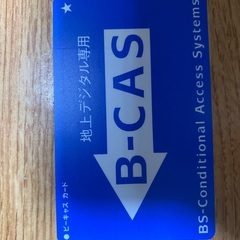 ★
地上デジタル専用
B-CAS
BS-Conditional Access Systems
●ビーキャス カード